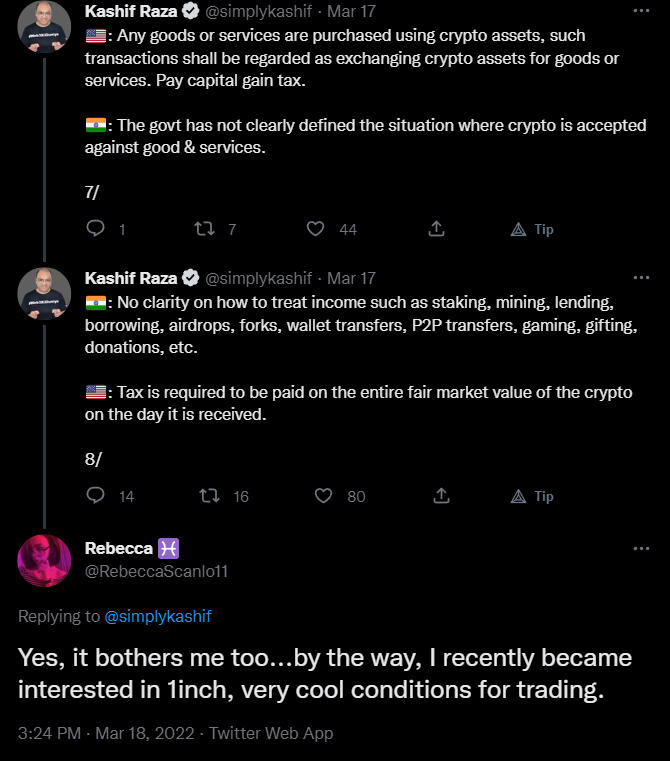 Kashif Raza @simplykashif · Mar 17
🇺🇸: Any goods or services are purchased using crypto assets, such
transactions shall be regarded as exchanging crypto assets for goods or
services. Pay capital gain tax.
🇮🇳: The govt has not clearly defined the situation where crypto is accepted
against good & services.
7/
1 7 44 Tip
Kashif Raza @simplykashif · Mar 17
🇮🇳: No clarity on how to treat income such as staking, mining, lending,
borrowing, airdrops, forks, wallet transfers, P2P transfers, gaming, gifting,
donations, etc.
🇺🇸: Tax is required to be paid on the entire fair market value of the crypto
on the day it is received.
8/
14 16 80 Tip
Rebecca ♓
@RebeccaScanlo11
Replying to @simplykashif
Yes, it bothers me too...by the way, I recently became
interested in 1inch, very cool conditions for trading.
3:24 PM · Mar 18, 2022 · Twitter Web App